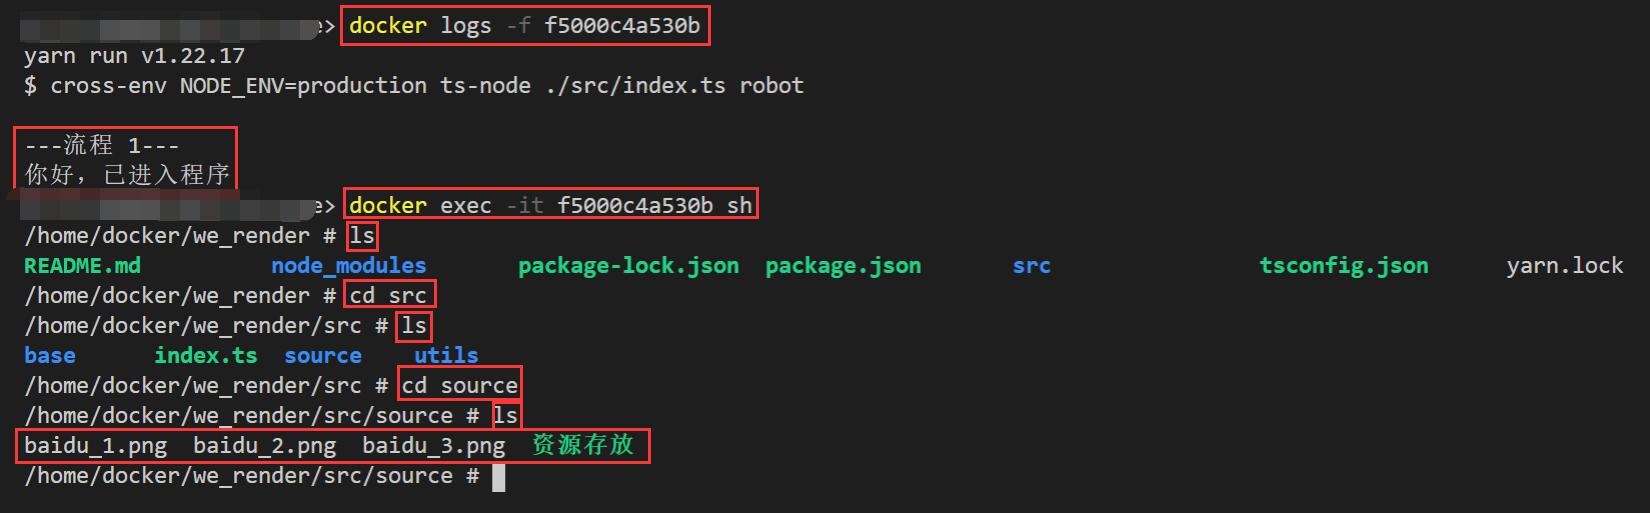 e> docker logs -f f5000c4a530b
yarn run v1.22.17
$ cross-env NODE_ENV=production ts-node ./src/index.ts robot
---流程 1---
你好，已进入程序
e> docker exec -it f5000c4a530b sh
/home/docker/we_render # ls
README.md node_modules package-lock.json package.json src tsconfig.json yarn.lock
/home/docker/we_render # cd src
/home/docker/we_render/src # ls
base index.ts source utils
/home/docker/we_render/src # cd source
/home/docker/we_render/src/source # ls
baidu_1.png baidu_2.png baidu_3.png 资源存放
/home/docker/we_render/src/source #